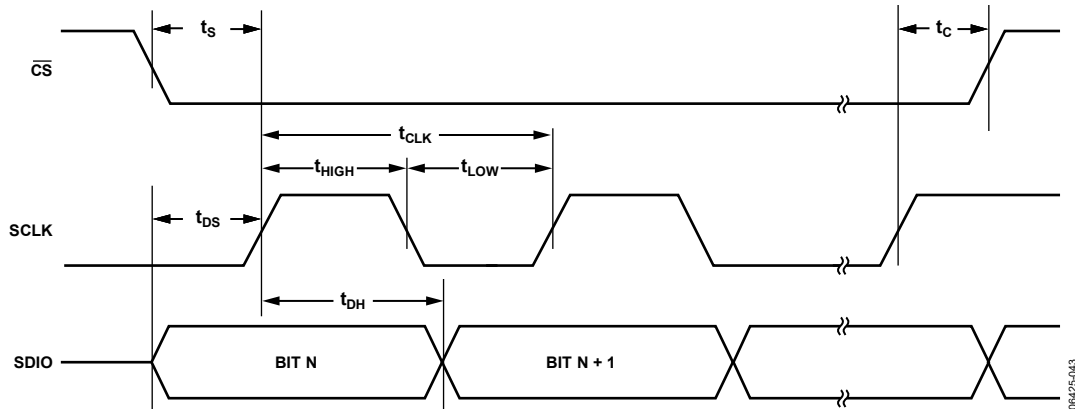 tS
tC
CS
tCLK
tHIGH
tLOW
tDS
SCLK
tDH
SDIO
BIT N
BIT N + 1
06425-043